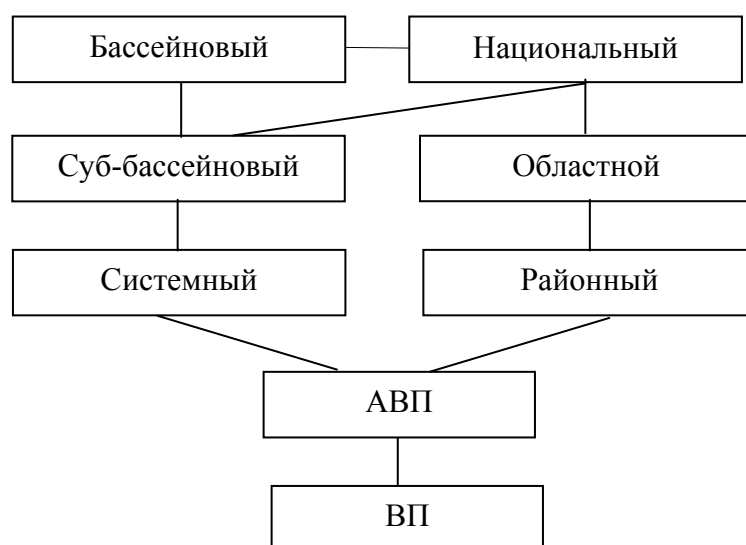 Бассейновый
Национальный
Суб-бассейновый
Областной
Системный
Районный
АВП
ВП